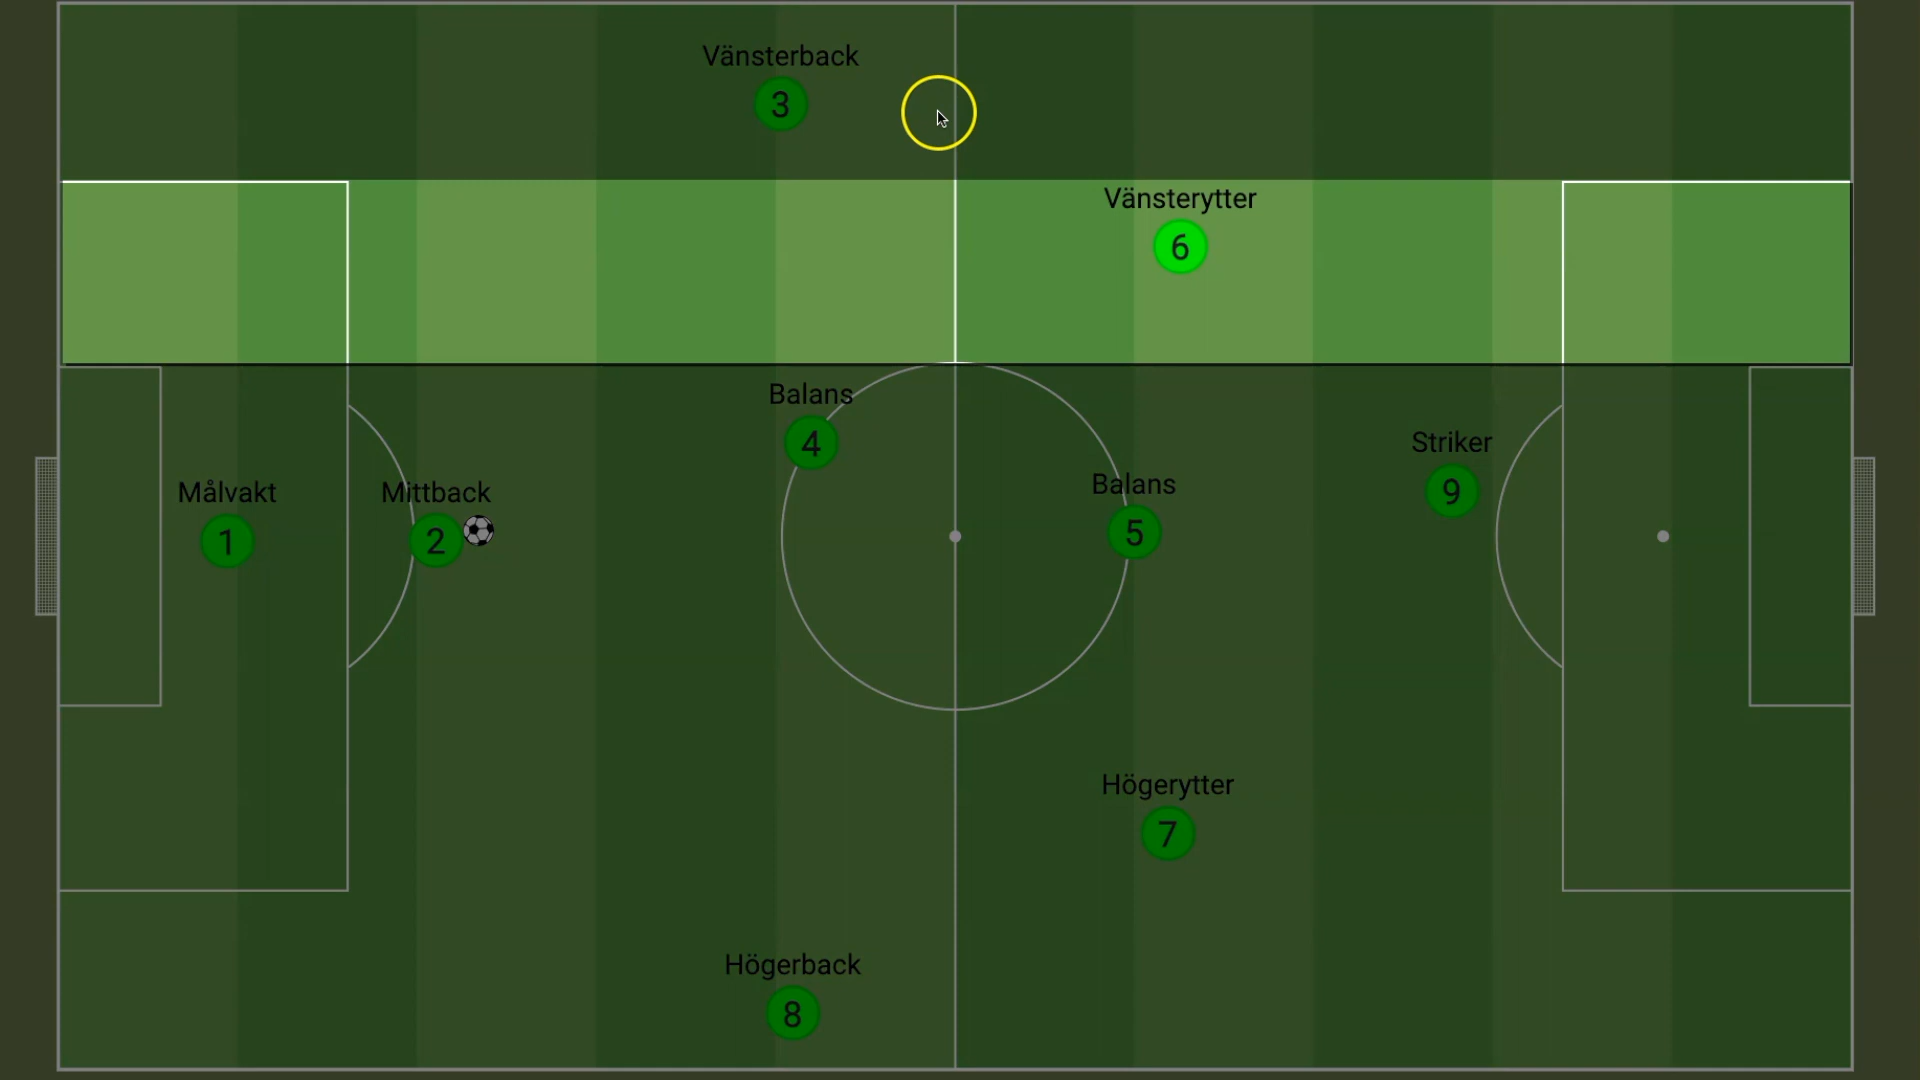 Vänsterback
3
Vänsterytter
6
Balans
4
Striker
9
Balans
5
Målvakt
1
Mittback
2
Högerytter
7
Högerback
8